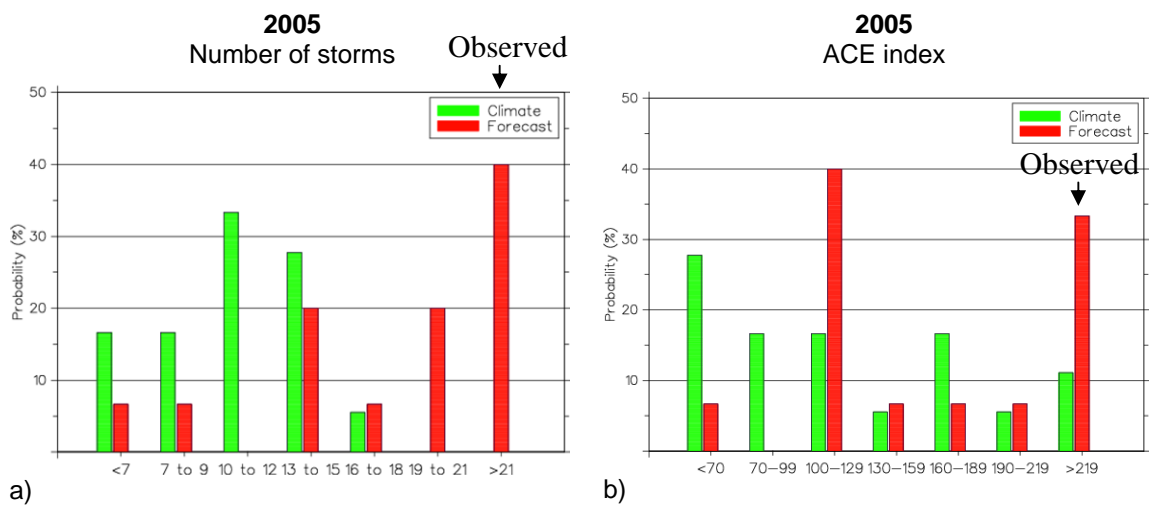 2005
Number of storms
Observed
50
40
30
20
10
Probability (%)
Climate
Forecast
<7 7 to 9 10 to 12 13 to 15 16 to 18 19 to 21 >21
a)
2005
ACE index
50
40
30
20
10
Probability (%)
Climate
Forecast
Observed
<70 70-99 100-129 130-159 160-189 190-219 >219
b)